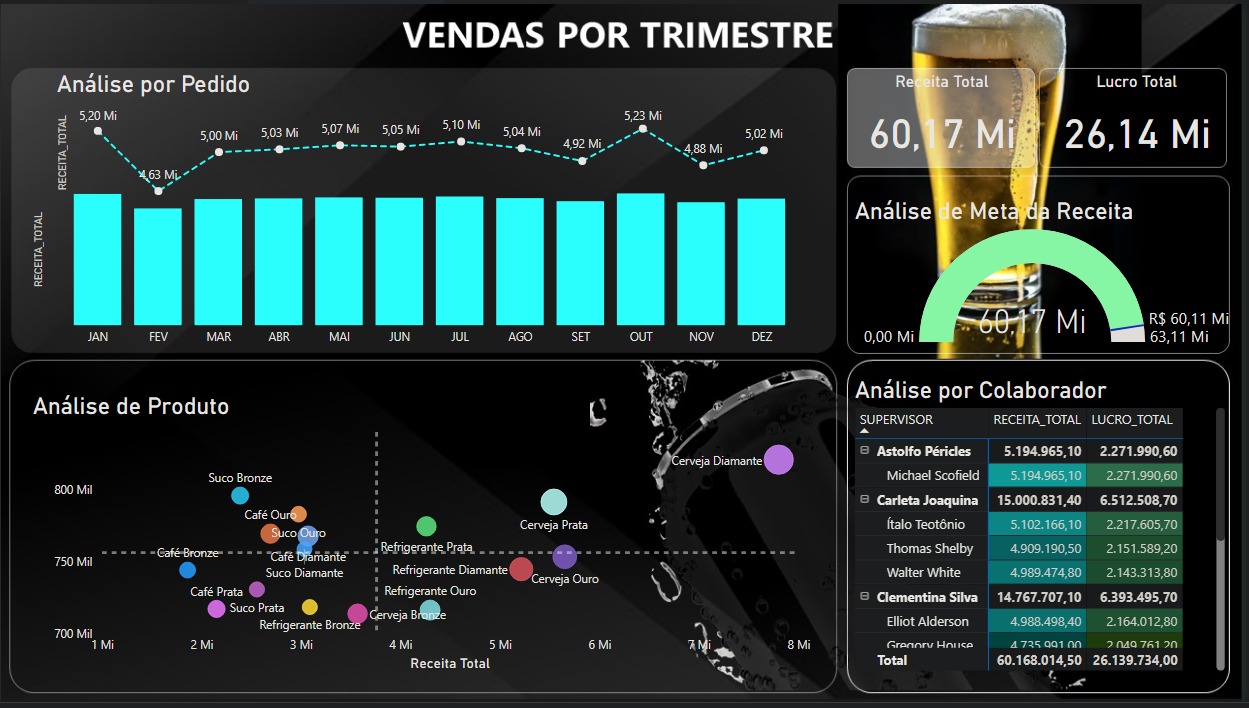 VENDAS POR TRIMESTRE
Análise por Pedido
RECEITA_TOTAL
5,20 Mi
4,63 Mi
5,00 Mi
5,03 Mi
5,07 Mi
5,05 Mi
5,10 Mi
5,04 Mi
4,92 Mi
5,23 Mi
4,88 Mi
5,02 Mi
RECEITA_TOTAL
JAN FEV MAR ABR MAI JUN JUL AGO SET OUT NOV DEZ
Receita Total
60,17 Mi
Lucro Total
26,14 Mi
Análise de Meta da Receita
60,17 Mi
0,00 Mi
R$ 60,11 Mi
63,11 Mi
Análise de Produto
800 Mil
750 Mil
700 Mil
Cerveja Diamante
Suco Bronze
Café Ouro
Suco Ouro
Cerveja Prata
Refrigerante Prata
Café Bronze
Café Diamante
Suco Diamante
Refrigerante Diamante
Cerveja Ouro
Café Prata
Refrigerante Ouro
Suco Prata
Cerveja Bronze
Refrigerante Bronze
1 Mi 2 Mi 3 Mi 4 Mi 5 Mi 6 Mi 7 Mi 8 Mi
Receita Total
Análise por Colaborador
SUPERVISOR RECEITA_TOTAL LUCRO_TOTAL
Astolfo Péricles 5.194.965,10 2.271.990,60
Michael Scofield 5.194.965,10 2.271.990,60
Carleta Joaquina 15.000.831,40 6.512.508,70
Ítalo Teotônio 5.102.166,10 2.217.605,70
Thomas Shelby 4.909.190,50 2.151.589,20
Walter White 4.989.474,80 2.143.313,80
Clementina Silva 14.767.707,10 6.393.495,70
Elliot Alderson 4.988.498,40 2.164.012,80
Gregory House 4.735.991,00 2.049.761,20
Total 60.168.014,50 26.139.734,00